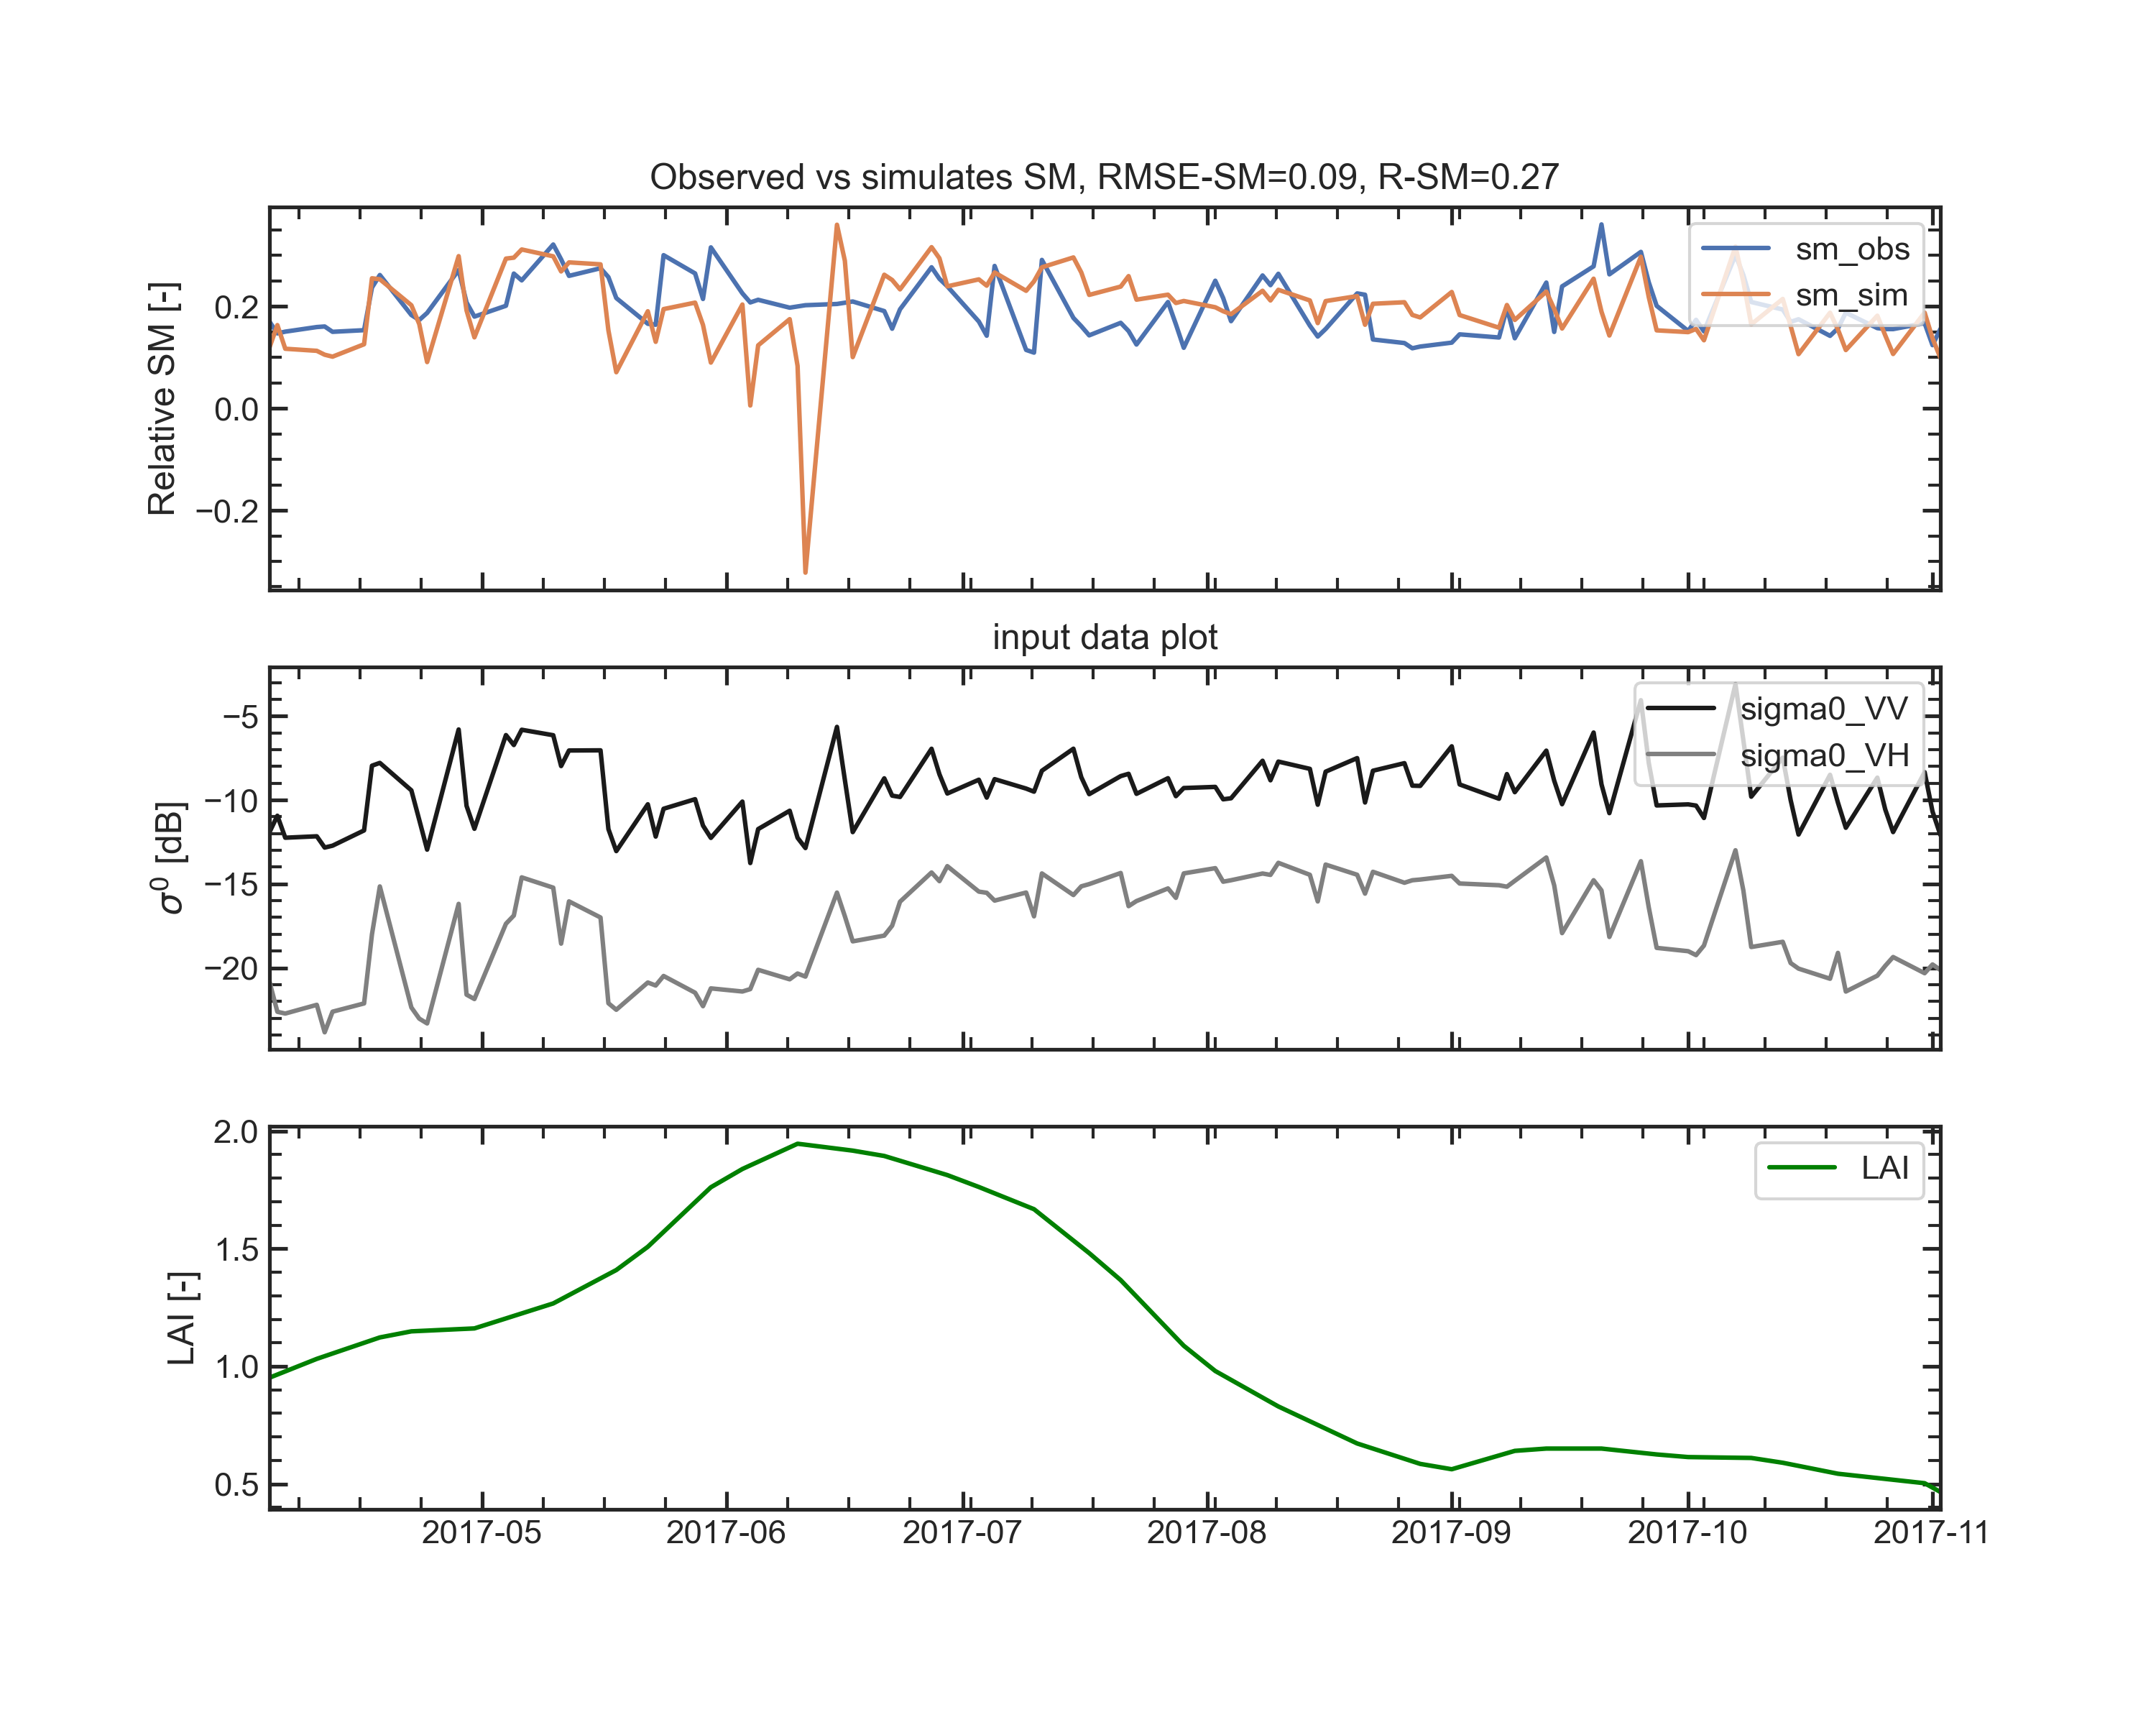 Observed vs simulates SM, RMSE-SM=0.09, R-SM=0.27
Relative SM [-]
0.2
0.0
−0.2
sm_obs
sm_sim
input data plot
σ⁰ [dB]
−5
−10
−15
−20
sigma0_VV
sigma0_VH
LAI [-]
2.0
1.5
1.0
0.5
LAI
2017-05 2017-06 2017-07 2017-08 2017-09 2017-10 2017-11